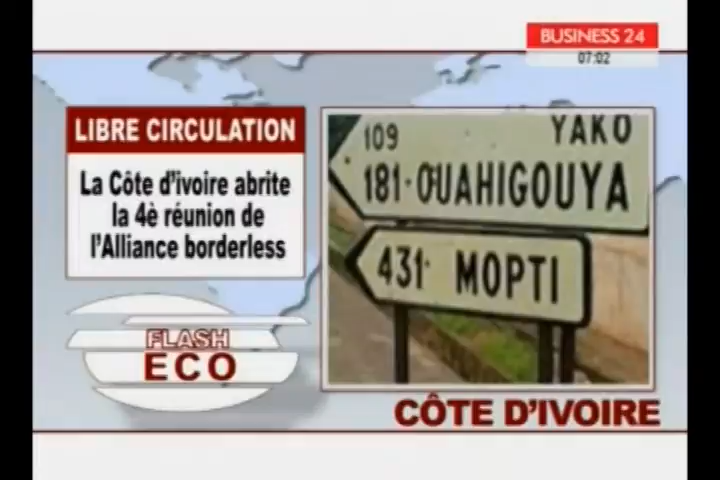 BUSINESS 24
07:02
LIBRE CIRCULATION
La Côte d'ivoire abrite
la 4è réunion de
l'Alliance borderless
109 YAKO
181-OUAHIGOUYA
431- MOPTI
FLASH
ECO
CÔTE D'IVOIRE